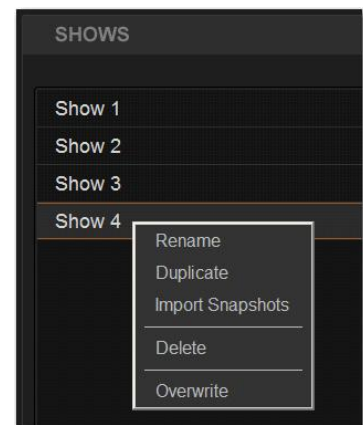 SHOWS
Show 1
Show 2
Show 3
Show 4
Rename
Duplicate
Import Snapshots
Delete
Overwrite